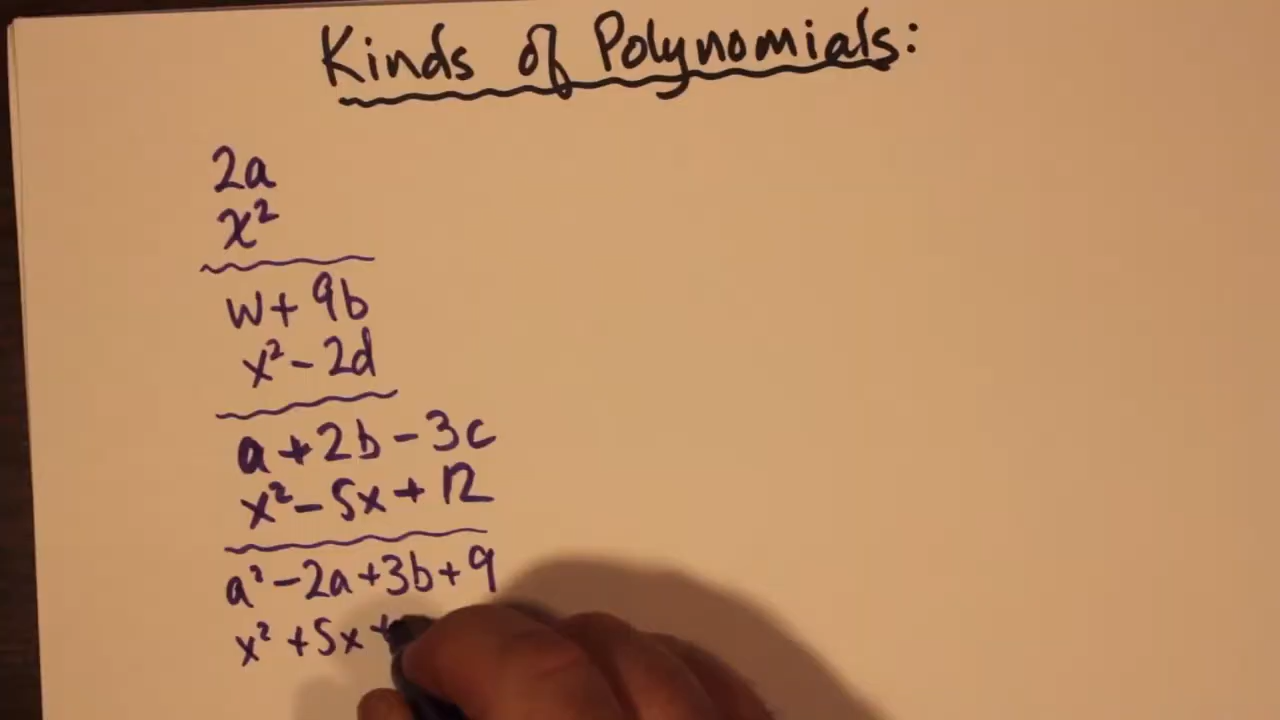 Kinds of Polynomials:
2a
x²
w + 9b
x² - 2d
a + 2b - 3c
x² - 5x + 12
a² - 2a + 3b + 9
x² + 5x +